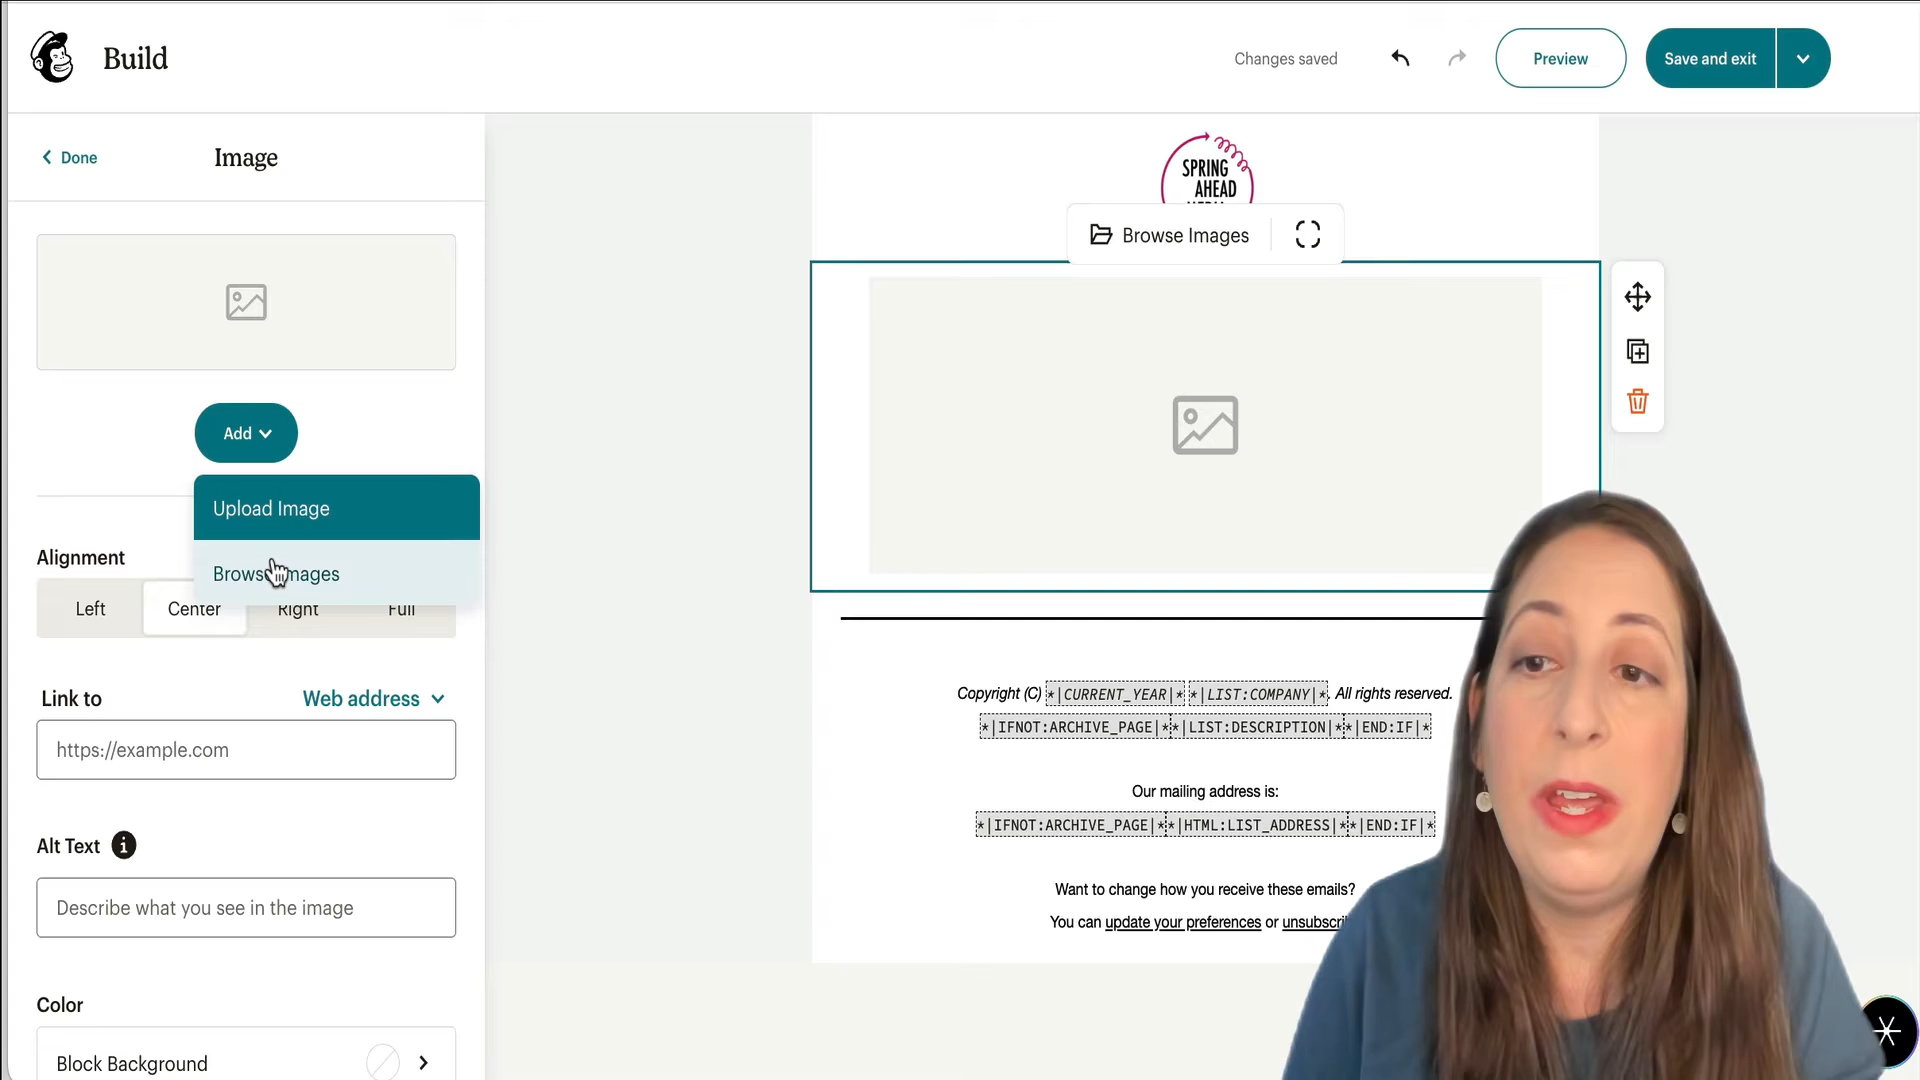 Build
Changes saved
Preview
Save and exit
Done
Image
Add
Upload Image
Browse Images
Alignment
Left
Center
Right
Full
Link to
Web address
https://example.com
Alt Text
Describe what you see in the image
Color
Block Background
SPRING
AHEAD
Browse Images
Copyright (C) *|CURRENT_YEAR|* *|LIST:COMPANY|*. All rights reserved.
*|IFNOT:ARCHIVE_PAGE|**|LIST:DESCRIPTION|**|END:IF|*
Our mailing address is:
*|IFNOT:ARCHIVE_PAGE|**|HTML:LIST_ADDRESS|**|END:IF|*
Want to change how you receive these emails?
You can update your preferences or